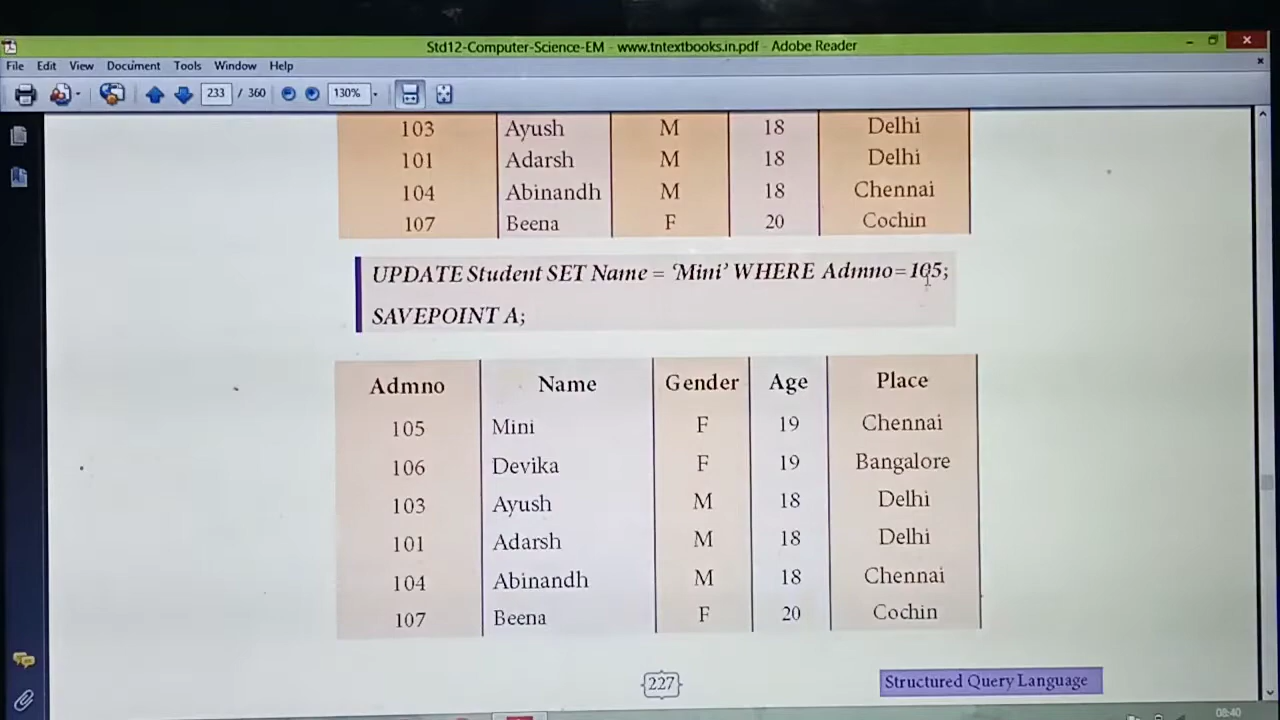 Std12-Computer-Science-EM - www.tntextbooks.in.pdf - Adobe Reader
File Edit View Document Tools Window Help
233 / 360 130%
103 Ayush M 18 Delhi
101 Adarsh M 18 Delhi
104 Abinandh M 18 Chennai
107 Beena F 20 Cochin
UPDATE Student SET Name = ‘Mini’ WHERE Admno=105;
SAVEPOINT A;
Admno Name Gender Age Place
105 Mini F 19 Chennai
106 Devika F 19 Bangalore
103 Ayush M 18 Delhi
101 Adarsh M 18 Delhi
104 Abinandh M 18 Chennai
107 Beena F 20 Cochin
227
Structured Query Language
08:40